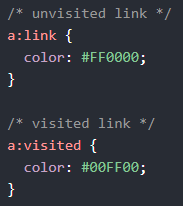 /* unvisited link */
a:link {
  color: #FF0000;
}

/* visited link */
a:visited {
  color: #00FF00;
}